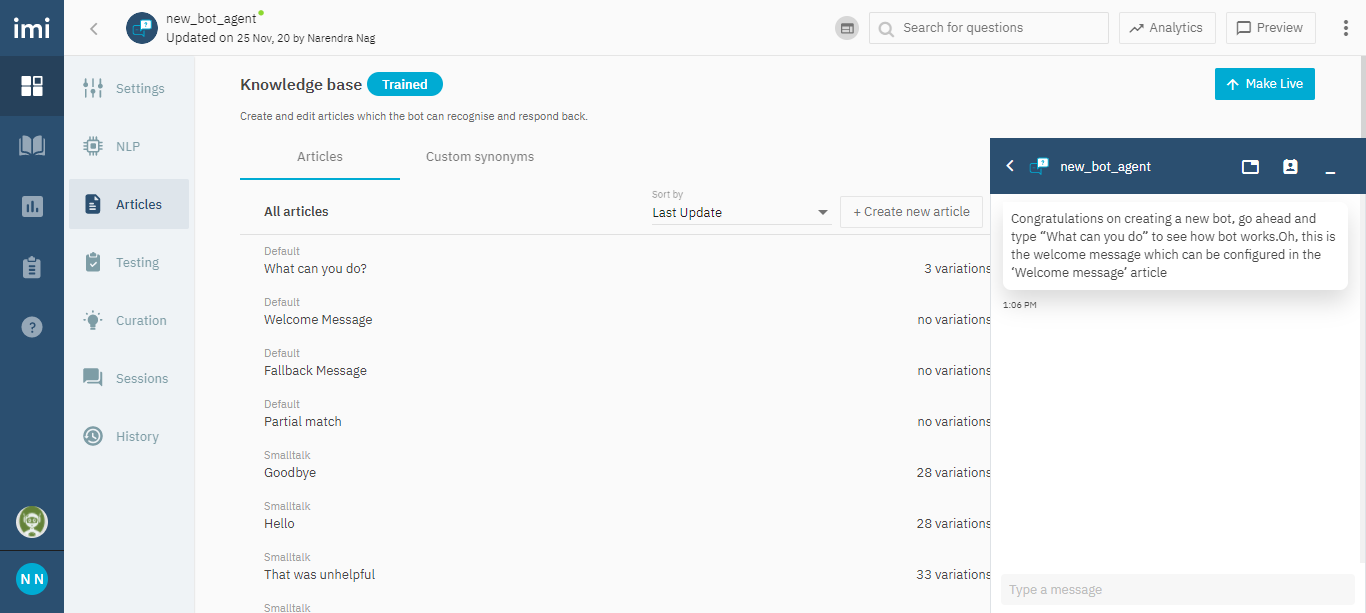 imi
new_bot_agent
Updated on 25 Nov, 20 by Narendra Nag
Search for questions
Analytics
Preview
Settings
NLP
Articles
Testing
Curation
Sessions
History
?
N N
Knowledge base
Trained
Make Live
Create and edit articles which the bot can recognise and respond back.
Articles
Custom synonyms
All articles
Sort by
Last Update
+ Create new article
Default
What can you do?
3 variations
Default
Welcome Message
no variations
Default
Fallback Message
no variations
Default
Partial match
no variations
Smalltalk
Goodbye
28 variations
Smalltalk
Hello
28 variations
Smalltalk
That was unhelpful
33 variations
Smalltalk
new_bot_agent
Congratulations on creating a new bot, go ahead and
type “What can you do” to see how bot works.Oh, this is
the welcome message which can be configured in the
‘Welcome message’ article
1:06 PM
Type a message